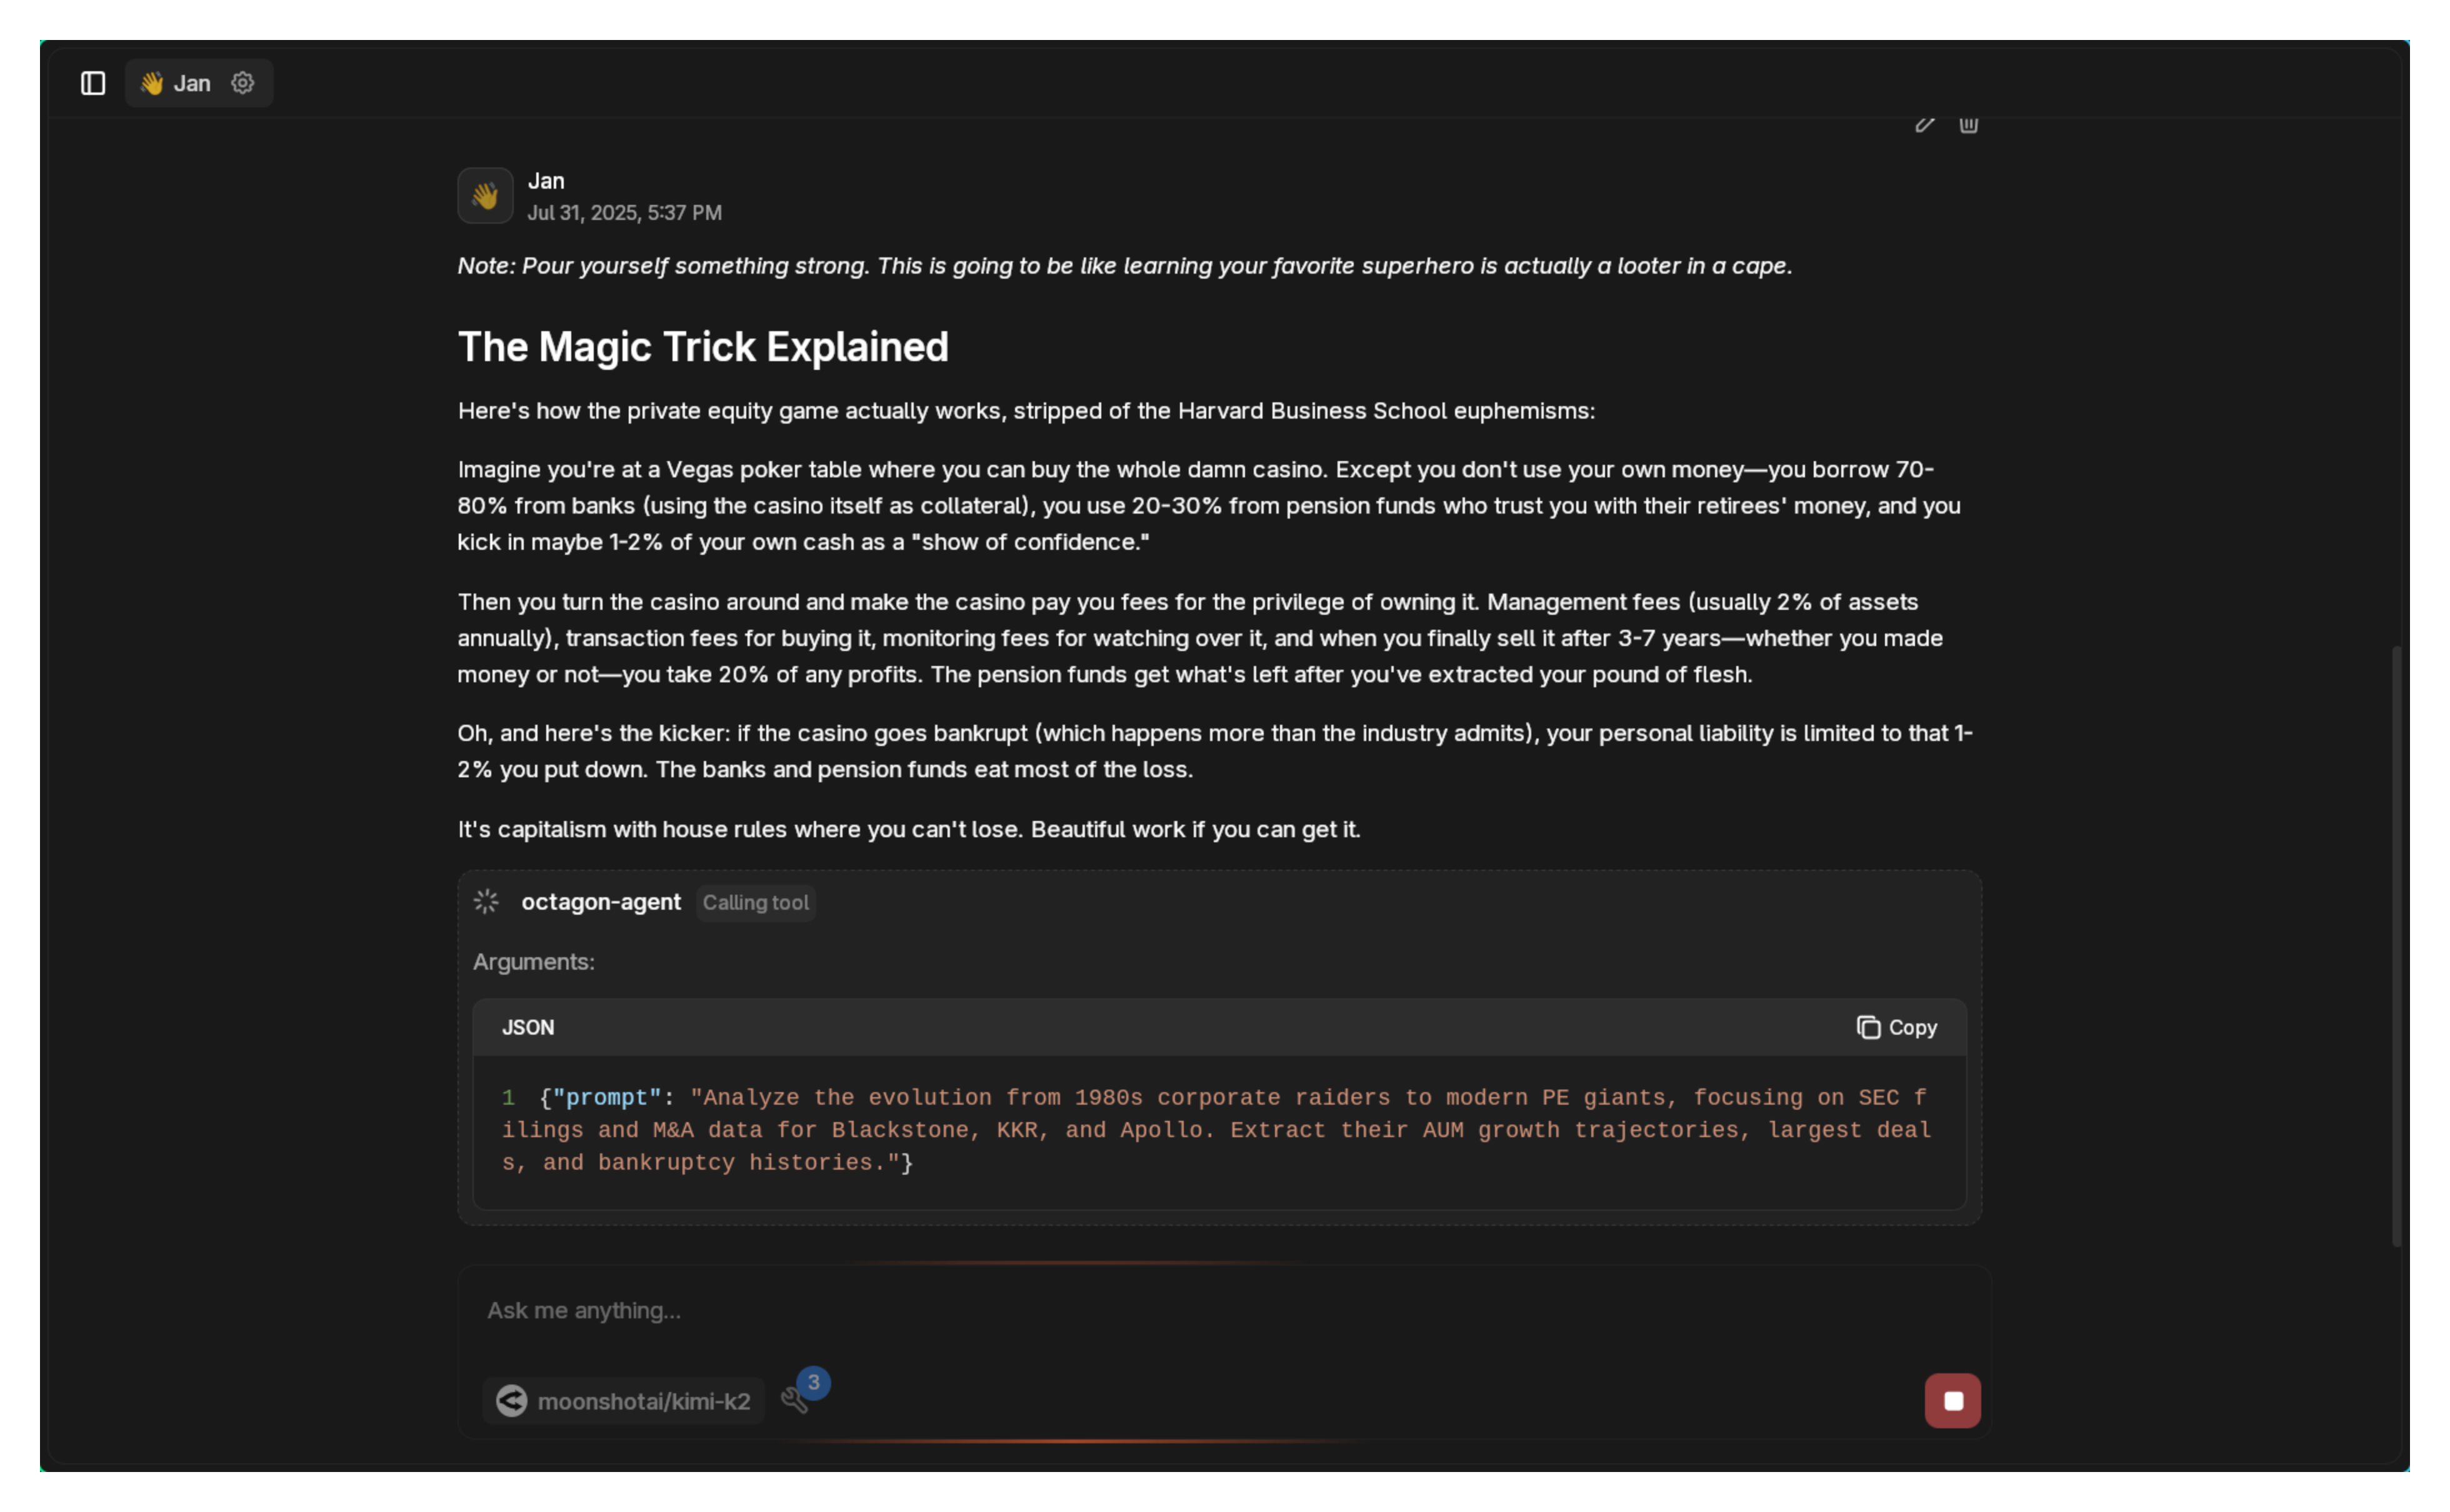 👋 Jan
Jan
Jul 31, 2025, 5:37 PM
Note: Pour yourself something strong. This is going to be like learning your favorite superhero is actually a looter in a cape.
The Magic Trick Explained
Here's how the private equity game actually works, stripped of the Harvard Business School euphemisms:
Imagine you're at a Vegas poker table where you can buy the whole damn casino. Except you don't use your own money—you borrow 70-
80% from banks (using the casino itself as collateral), you use 20-30% from pension funds who trust you with their retirees' money, and you
kick in maybe 1-2% of your own cash as a "show of confidence."
Then you turn the casino around and make the casino pay you fees for the privilege of owning it. Management fees (usually 2% of assets
annually), transaction fees for buying it, monitoring fees for watching over it, and when you finally sell it after 3-7 years—whether you made
money or not—you take 20% of any profits. The pension funds get what's left after you've extracted your pound of flesh.
Oh, and here's the kicker: if the casino goes bankrupt (which happens more than the industry admits), your personal liability is limited to that 1-
2% you put down. The banks and pension funds eat most of the loss.
It's capitalism with house rules where you can't lose. Beautiful work if you can get it.
octagon-agent Calling tool
Arguments:
JSON Copy
1 {"prompt": "Analyze the evolution from 1980s corporate raiders to modern PE giants, focusing on SEC f
ilings and M&A data for Blackstone, KKR, and Apollo. Extract their AUM growth trajectories, largest deal
s, and bankruptcy histories."}
Ask me anything...
moonshotai/kimi-k2 3